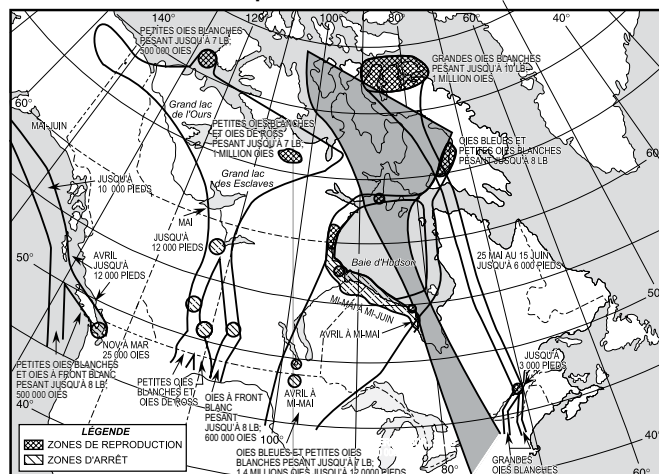 140°
120°
100°
80°
60°
40°
PETITES OIES BLANCHES
PESANT JUSQU'À 7 LB;
500 000 OIES
GRANDES OIES BLANCHES
PESANT JUSQU'À 10 LB
1 MILLION OIES
Grand lac
de l'Ours
PETITES OIES BLANCHES
ET OIES DE ROSS
PESANT JUSQU'À 7 LB;
1 MILLION OIES
OIES BLEUES ET
PETITES OIES BLANCHES
PESANT JUSQU'À 8 LB
60°
60°
MAI-JUIN
Grand lac
des Esclaves
JUSQU'À
10 000 PIEDS
MAI
JUSQU'À
12 000 PIEDS
50°
AVRIL
JUSQU'À
12 000 PIEDS
Baie d'Hudson
25 MAI AU 15 JUIN
JUSQU'À 6 000 PIEDS
50°
MI-MAI À MI-JUIN
AVRIL À MI-MAI
NOV À MAR
25 000 OIES
PETITES OIES BLANCHES
ET OIES À FRONT BLANC
PESANT JUSQU'À 8 LB;
500 000 OIES
PETITES OIES
BLANCHES ET
OIES DE ROSS
OIES À FRONT
BLANC
PESANT
JUSQU'À 8 LB;
600 000 OIES
AVRIL À
MI-MAI
JUSQU'À
3 000 PIEDS
40°
40°
100°
80°
OIES BLEUES ET PETITES OIES
BLANCHES PESANT JUSQU'À 7 LB;
1,4 MILLIONS OIES JUSQU'À 12 0000 PIEDS
GRANDES
OIES BLANCHES
LÉGENDE
ZONES DE REPRODUCTION
ZONES D'ARRÊT